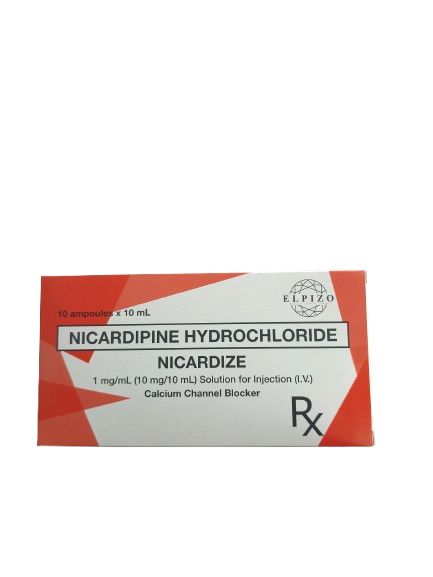 10 ampoules x 10 mL
ELPIZO
NICARDIPINE HYDROCHLORIDE
NICARDIZE
1 mg/mL (10 mg/10 mL) Solution for Injection (I.V.)
Calcium Channel Blocker
Rx